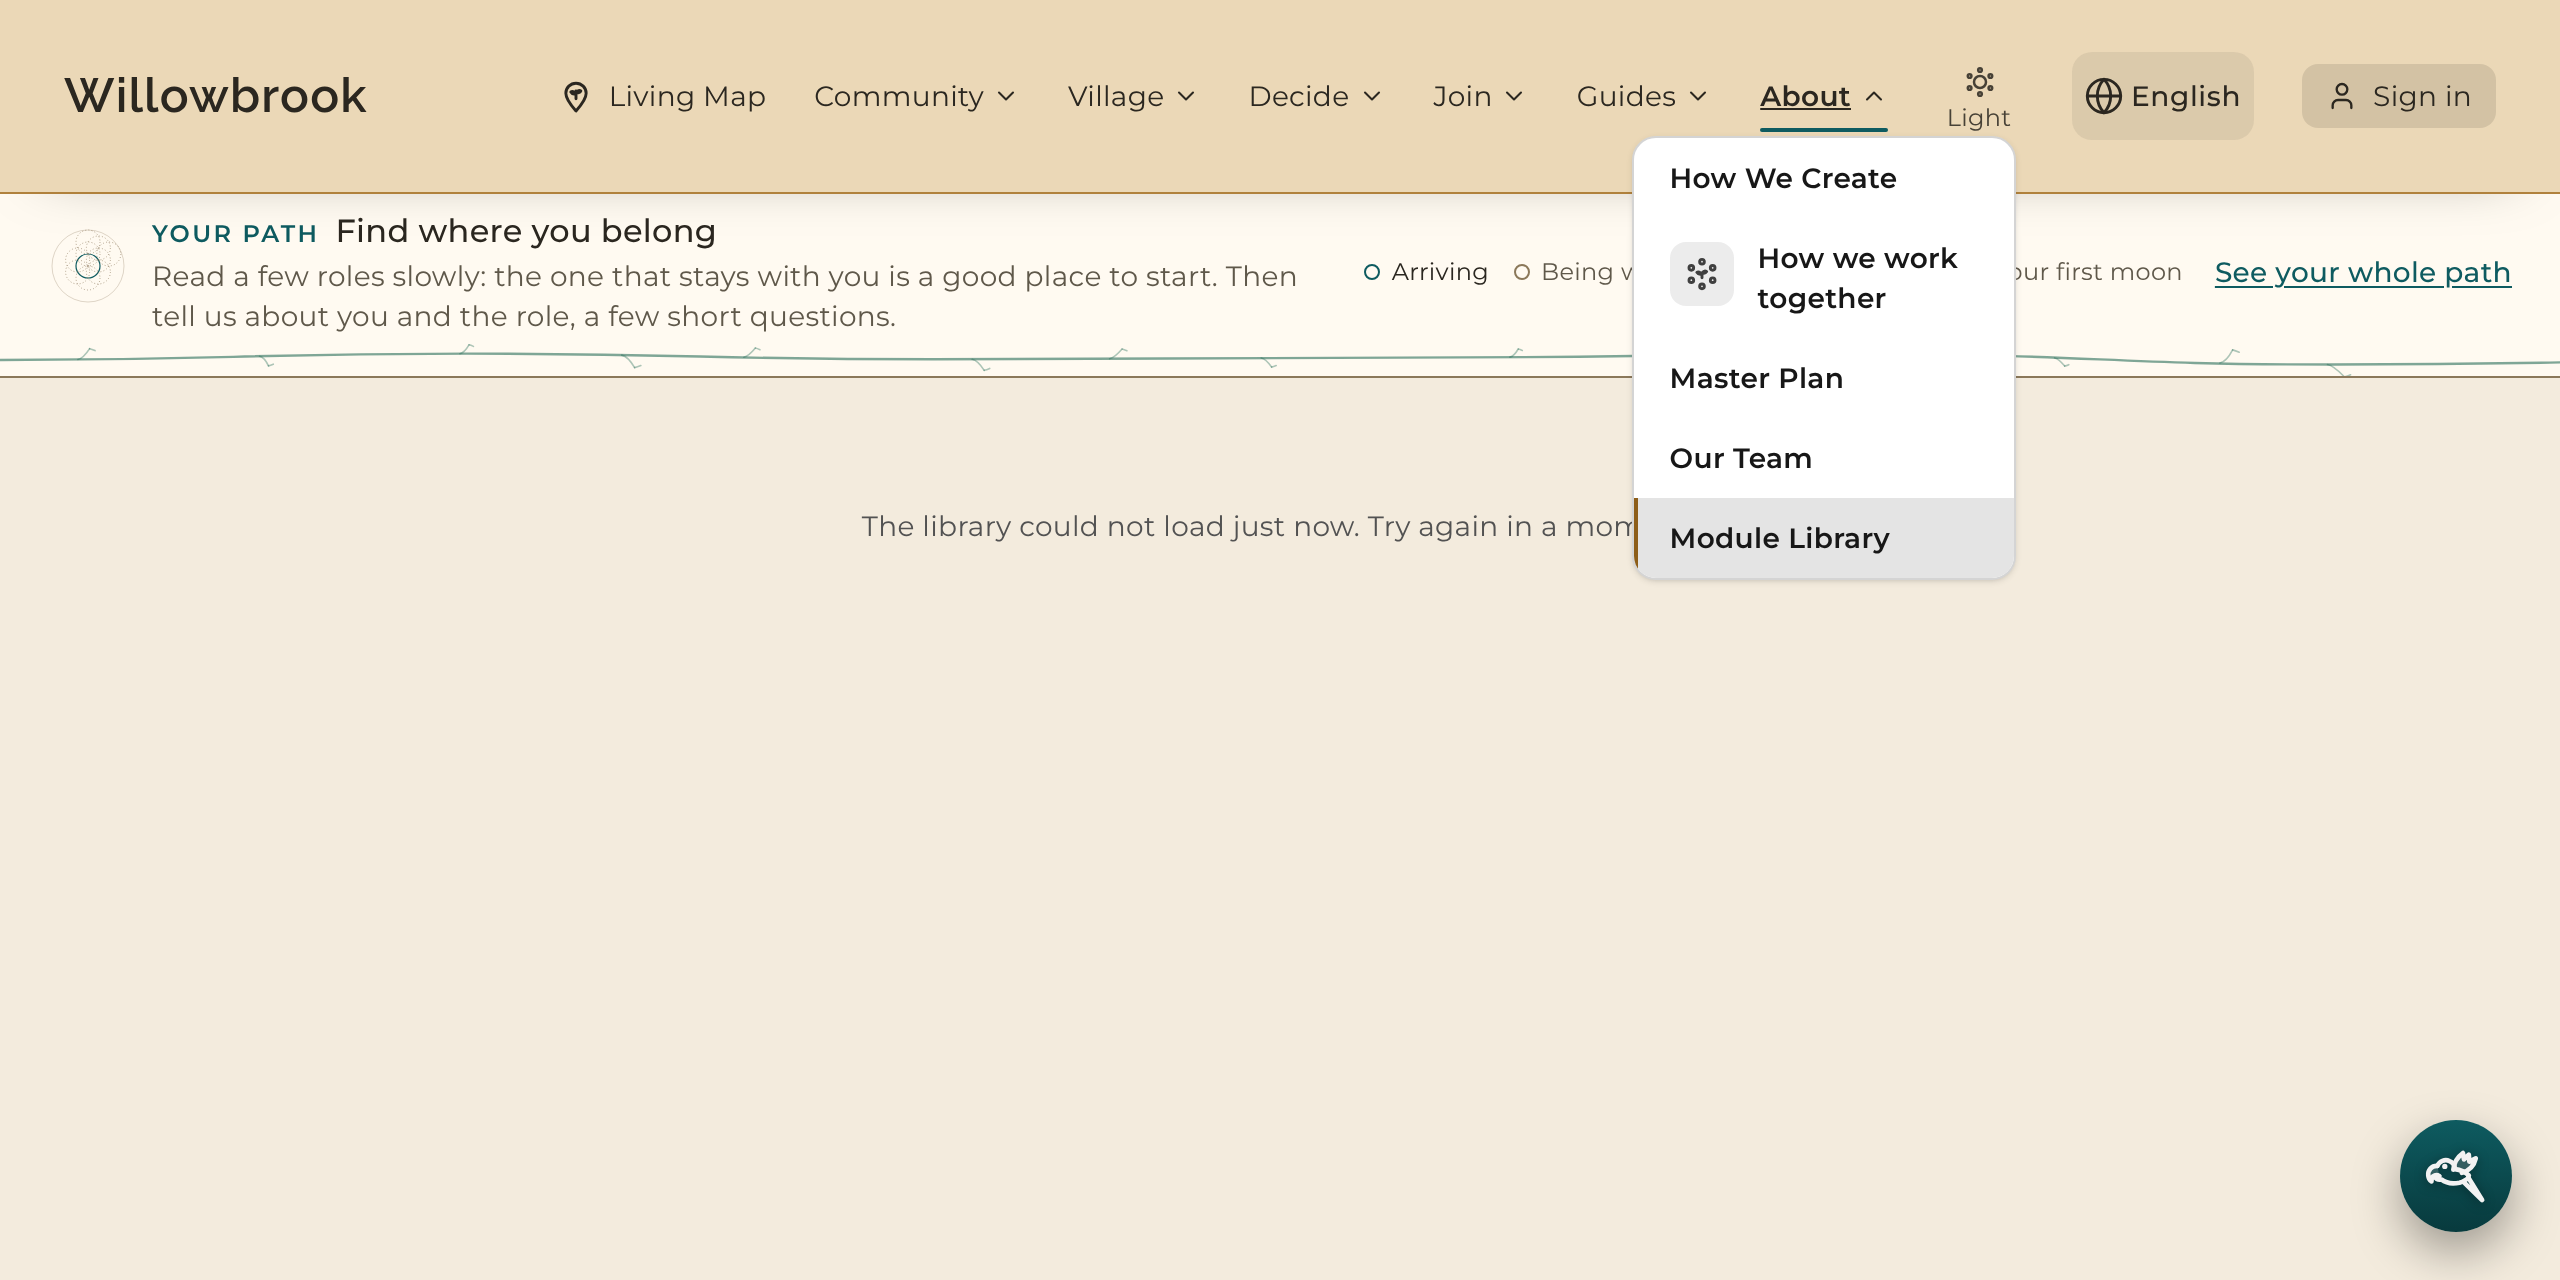 Willowbrook
Living Map
Community
Village
Decide
Join
Guides
About
Light
English
Sign in
How We Create
How we work
together
Master Plan
Our Team
Module Library
YOUR PATH Find where you belong
Read a few roles slowly: the one that stays with you is a good place to start. Then
tell us about you and the role, a few short questions.
Arriving
Being
first moon
See your whole path
The library could not load just now. Try again in a